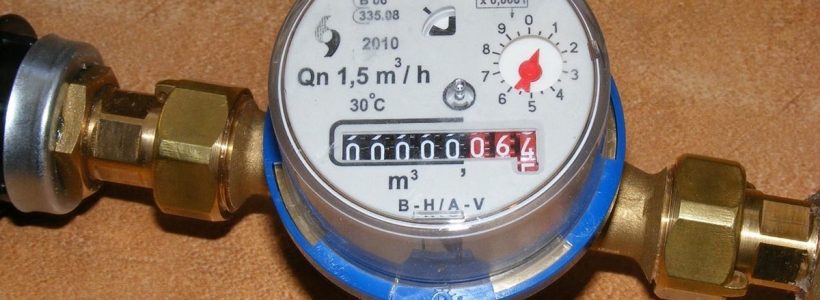 B 06
335.08
x 0,0001
2010
Qn 1,5 m³/h
30°C
0
1
2
3
4
5
6
7
8
9
00000064
m³ ,
B-H/A-V